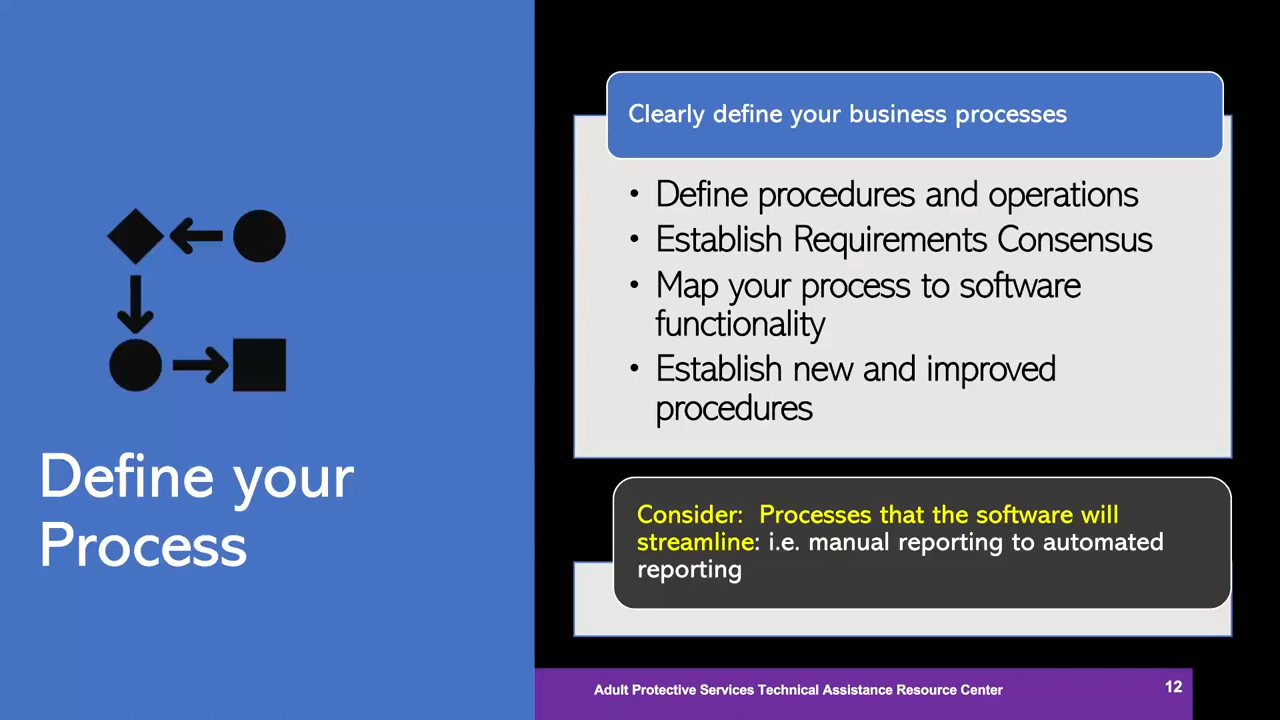 Define your
Process
Clearly define your business processes
• Define procedures and operations
• Establish Requirements Consensus
• Map your process to software
functionality
• Establish new and improved
procedures
Consider:  Processes that the software will
streamline: i.e. manual reporting to automated
reporting
Adult Protective Services Technical Assistance Resource Center
12